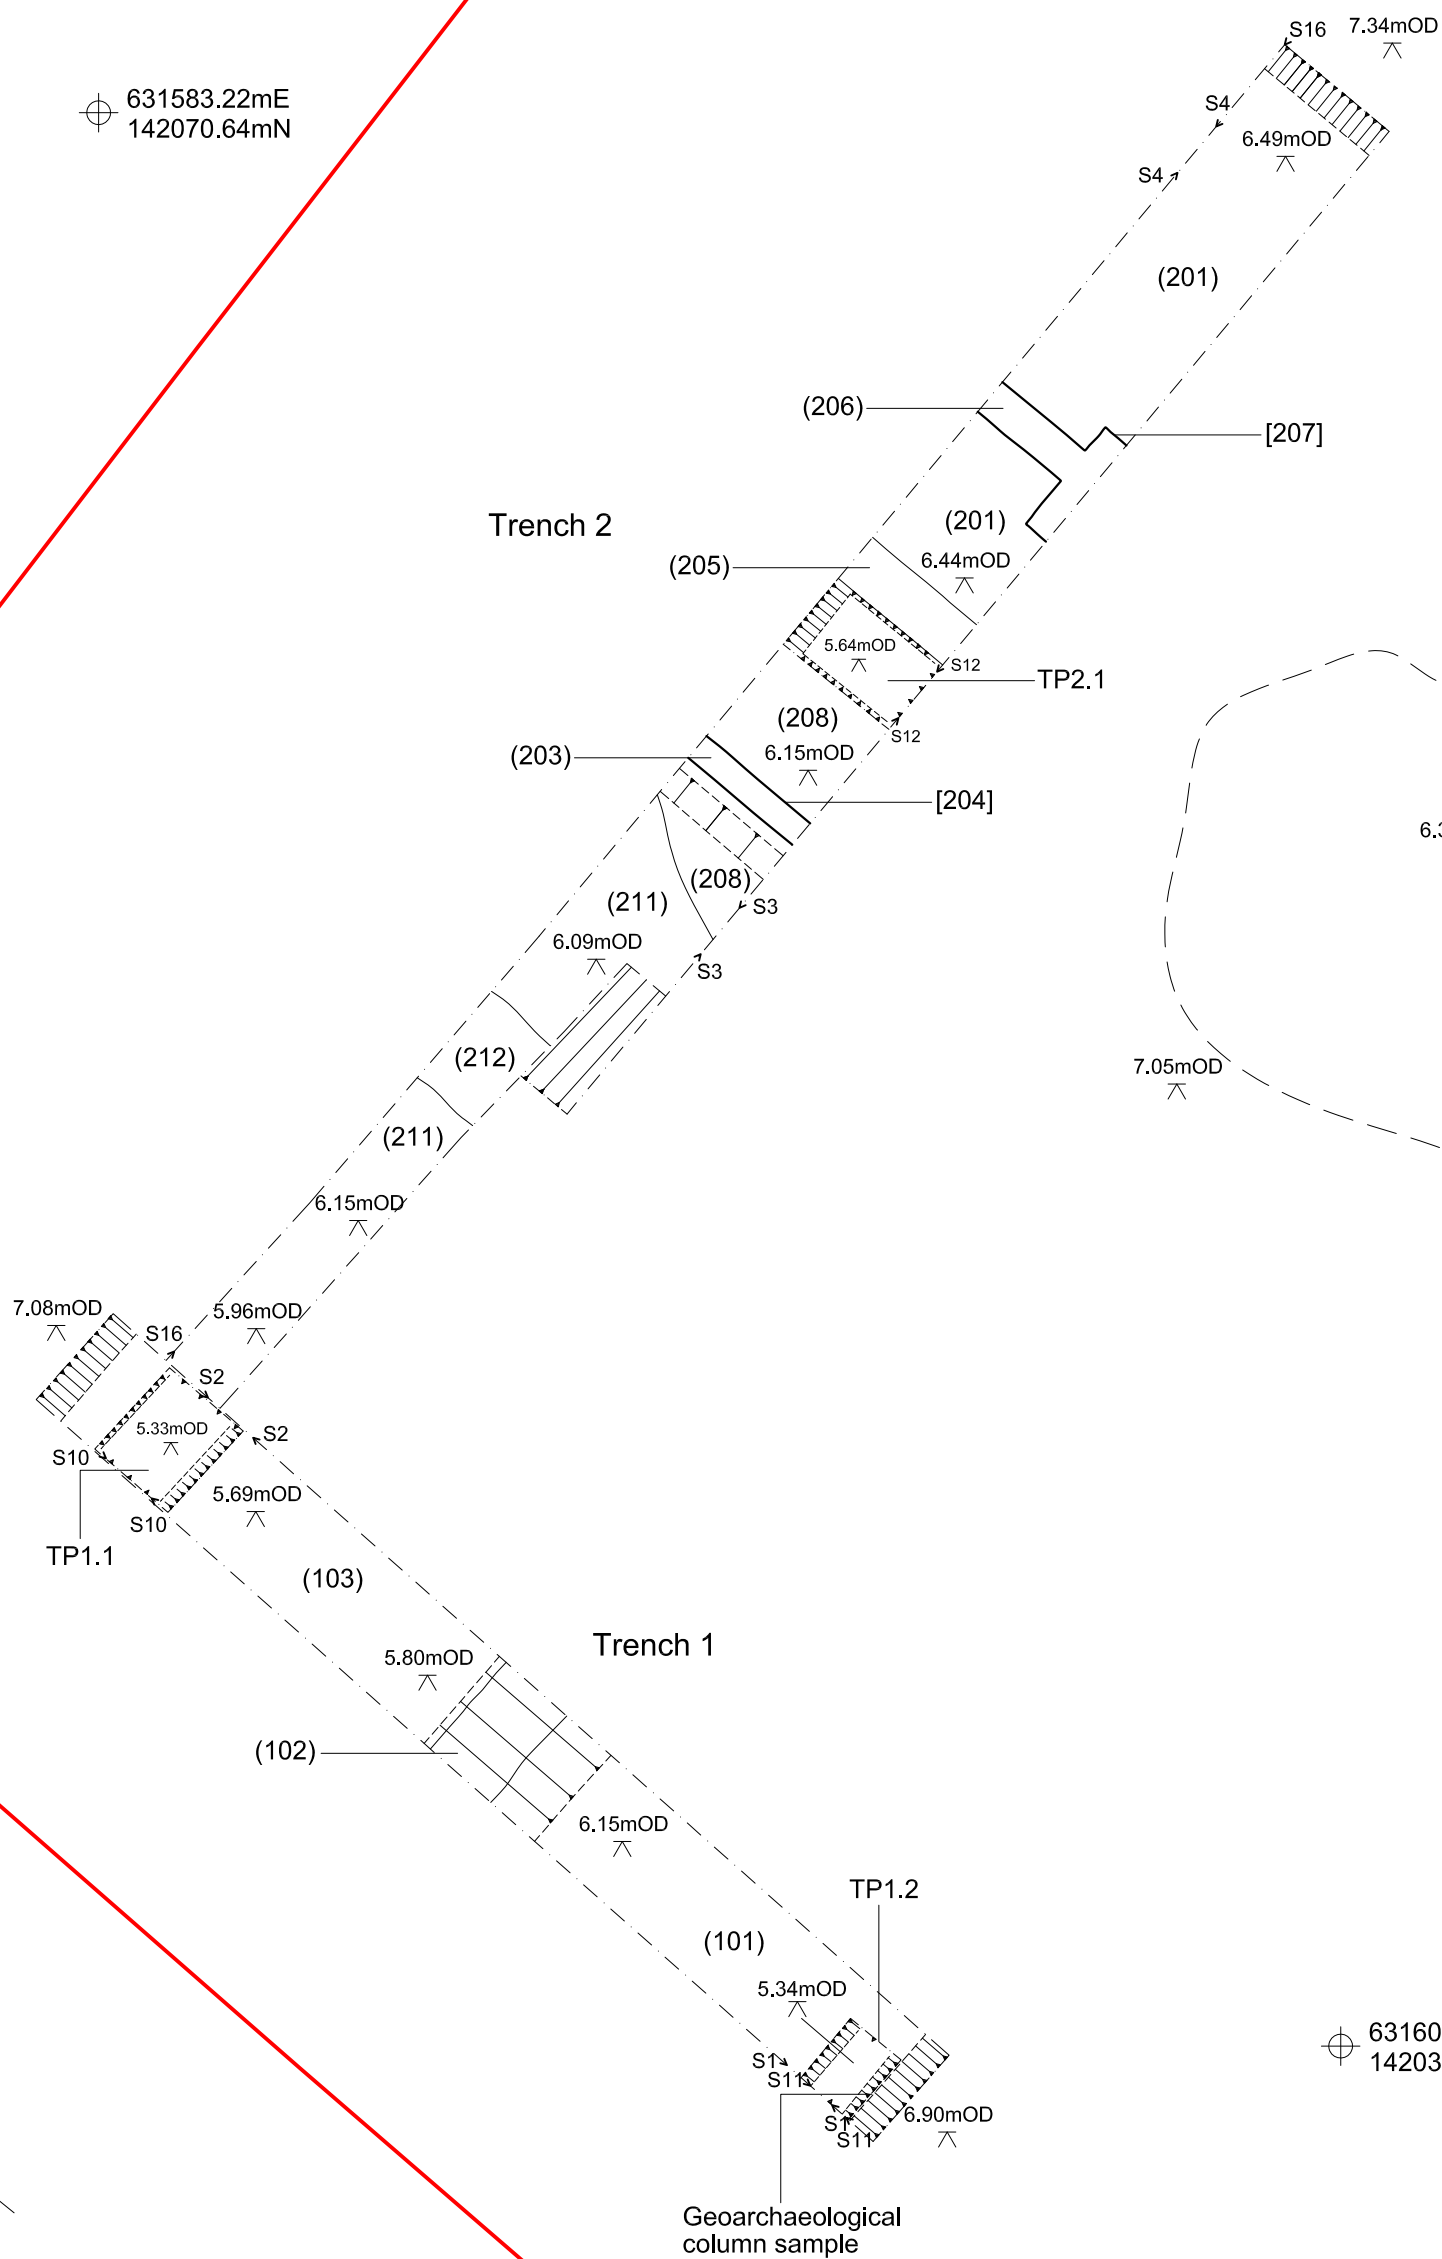 S16
7.34mOD
631583.22mE
142070.64mN
S4
6.49mOD
S4
(201)
(206)
[207]
Trench 2
(201)
(205)
6.44mOD
5.64mOD
S12
TP2.1
(208)
S12
(203)
6.15mOD
[204]
(208)
(211)
S3
6.09mOD
S3
(212)
7.05mOD
(211)
6.15mOD
7.08mOD
5.96mOD
S16
S2
5.33mOD
S2
S10
5.69mOD
S10
TP1.1
(103)
Trench 1
5.80mOD
(102)
6.15mOD
TP1.2
(101)
5.34mOD
63160
14203
S1
S11
S1
6.90mOD
S11
Geoarchaeological
column sample